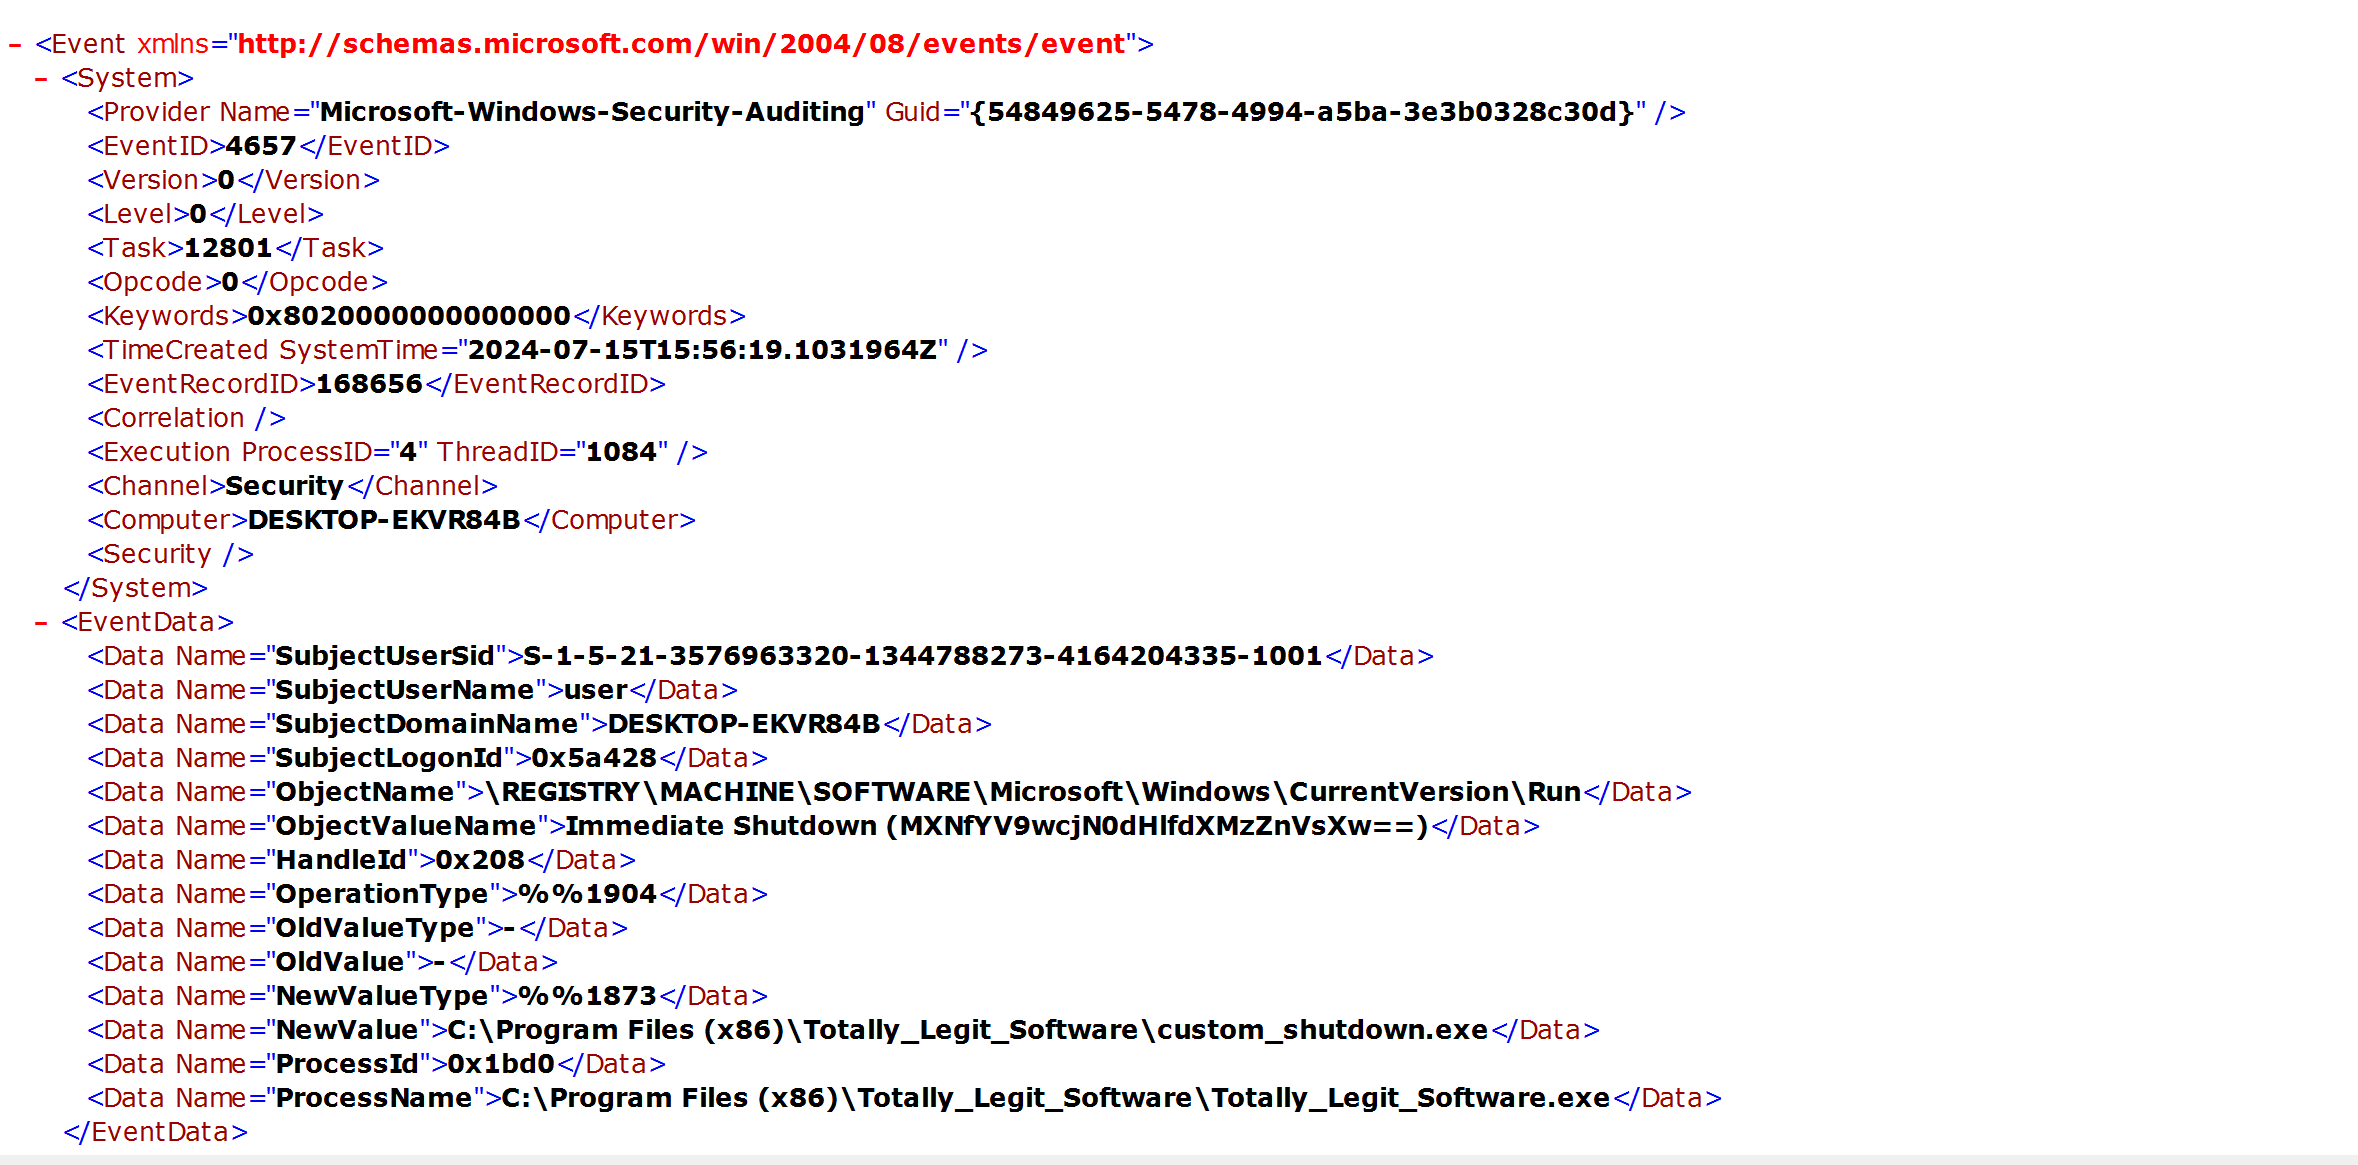 – <Event xmlns="http://schemas.microsoft.com/win/2004/08/events/event">
– <System>
<Provider Name="Microsoft-Windows-Security-Auditing" Guid="{54849625-5478-4994-a5ba-3e3b0328c30d}" />
<EventID>4657</EventID>
<Version>0</Version>
<Level>0</Level>
<Task>12801</Task>
<Opcode>0</Opcode>
<Keywords>0x8020000000000000</Keywords>
<TimeCreated SystemTime="2024-07-15T15:56:19.1031964Z" />
<EventRecordID>168656</EventRecordID>
<Correlation />
<Execution ProcessID="4" ThreadID="1084" />
<Channel>Security</Channel>
<Computer>DESKTOP-EKVR84B</Computer>
<Security />
</System>
– <EventData>
<Data Name="SubjectUserSid">S-1-5-21-3576963320-1344788273-4164204335-1001</Data>
<Data Name="SubjectUserName">user</Data>
<Data Name="SubjectDomainName">DESKTOP-EKVR84B</Data>
<Data Name="SubjectLogonId">0x5a428</Data>
<Data Name="ObjectName">\REGISTRY\MACHINE\SOFTWARE\Microsoft\Windows\CurrentVersion\Run</Data>
<Data Name="ObjectValueName">Immediate Shutdown (MXNfYV9wcjN0dHlfdXMzZnVsXw==)</Data>
<Data Name="HandleId">0x208</Data>
<Data Name="OperationType">%%1904</Data>
<Data Name="OldValueType">-</Data>
<Data Name="OldValue">-</Data>
<Data Name="NewValueType">%%1873</Data>
<Data Name="NewValue">C:\Program Files (x86)\Totally_Legit_Software\custom_shutdown.exe</Data>
<Data Name="ProcessId">0x1bd0</Data>
<Data Name="ProcessName">C:\Program Files (x86)\Totally_Legit_Software\Totally_Legit_Software.exe</Data>
</EventData>